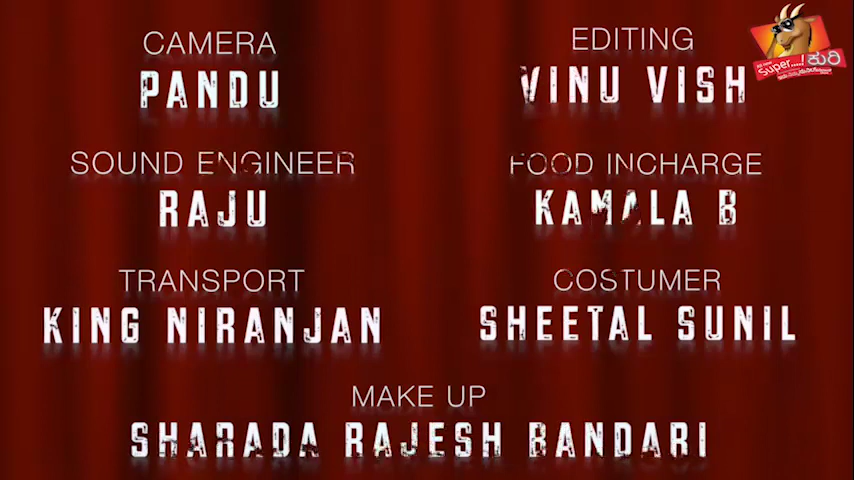 CAMERA
PANDU
EDITING
VINU VISH
SOUND ENGINEER
RAJU
FOOD INCHARGE
KAMALA B
TRANSPORT
KING NIRANJAN
COSTUMER
SHEETAL SUNIL
MAKE UP
SHARADA RAJESH BANDARI
Super.....! ಕುರಿ